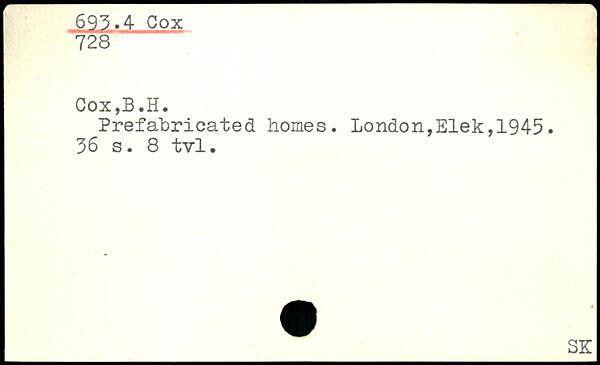 693.4 Cox
728
Cox,B.H.
Prefabricated homes. London,Elek,1945.
36 s. 8 tvl.
SK